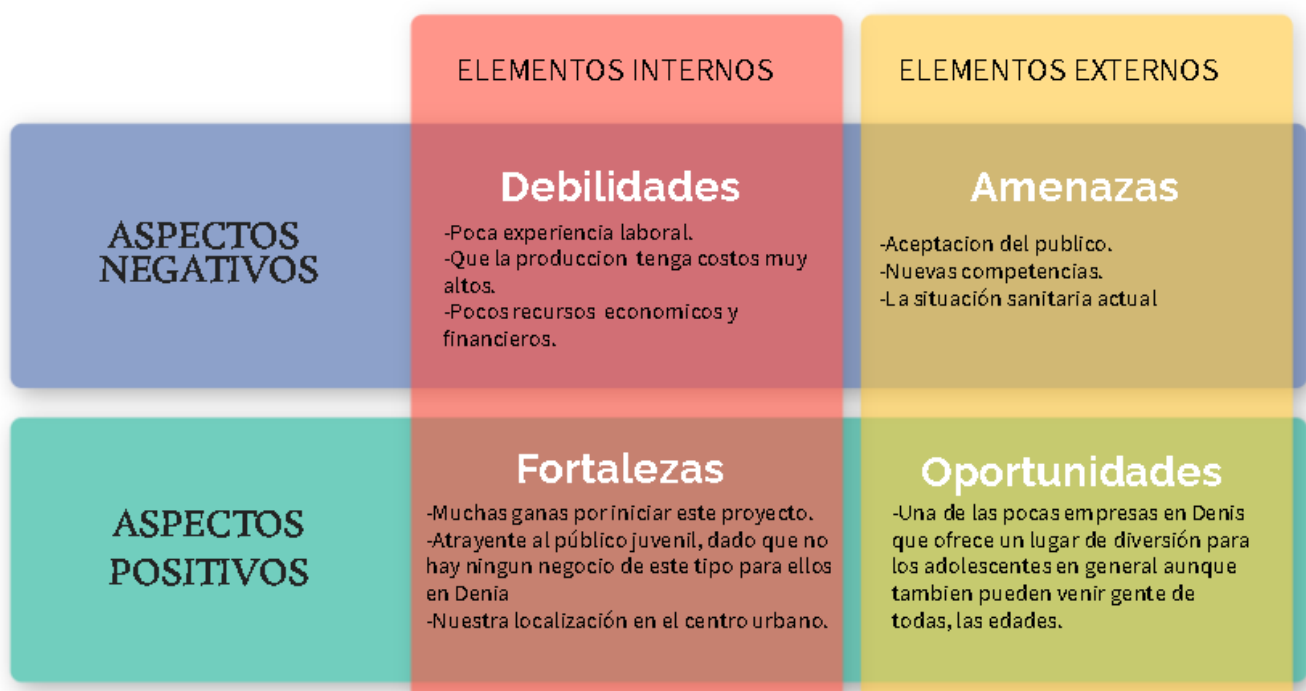 ELEMENTOS INTERNOS
ELEMENTOS EXTERNOS
ASPECTOS
NEGATIVOS
Debilidades
-Poca experiencia laboral.
-Que la produccion tenga costos muy
altos.
-Pocos recursos economicos y
financieros.
Amenazas
-Aceptacion del publico.
-Nuevas competencias.
-La situación sanitaria actual
ASPECTOS
POSITIVOS
Fortalezas
-Muchas ganas por iniciar este proyecto.
-Atrayente al público juvenil, dado que no
hay ningun negocio de este tipo para ellos
en Denia
-Nuestra localización en el centro urbano.
Oportunidades
-Una de las pocas empresas en Denis
que ofrece un lugar de diversión para
los adolescentes en general aunque
tambien pueden venir gente de
todas, las edades.